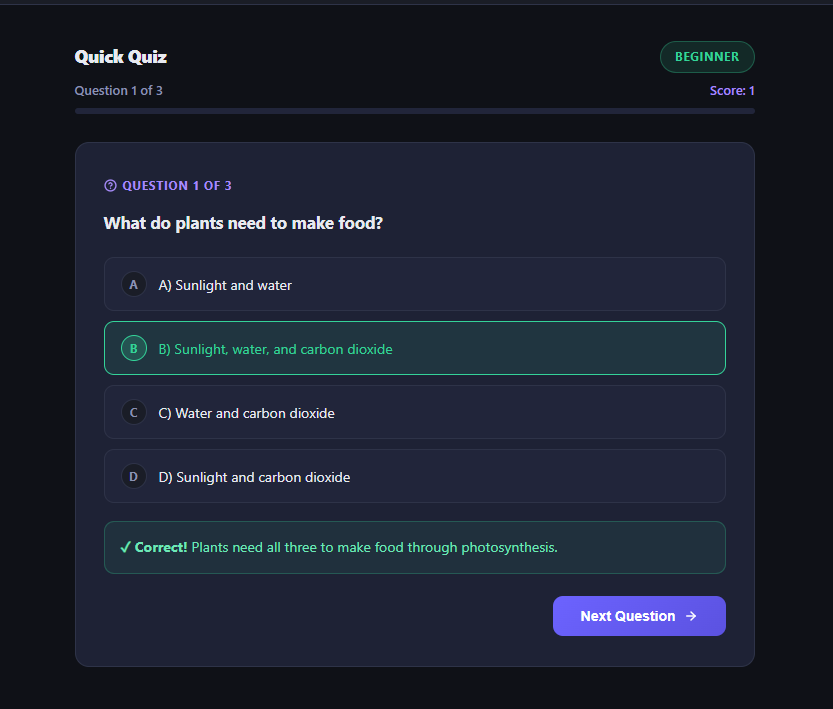 Quick Quiz
BEGINNER
Question 1 of 3
Score: 1
QUESTION 1 OF 3
What do plants need to make food?
A A) Sunlight and water
B B) Sunlight, water, and carbon dioxide
C C) Water and carbon dioxide
D D) Sunlight and carbon dioxide
✓ Correct! Plants need all three to make food through photosynthesis.
Next Question →